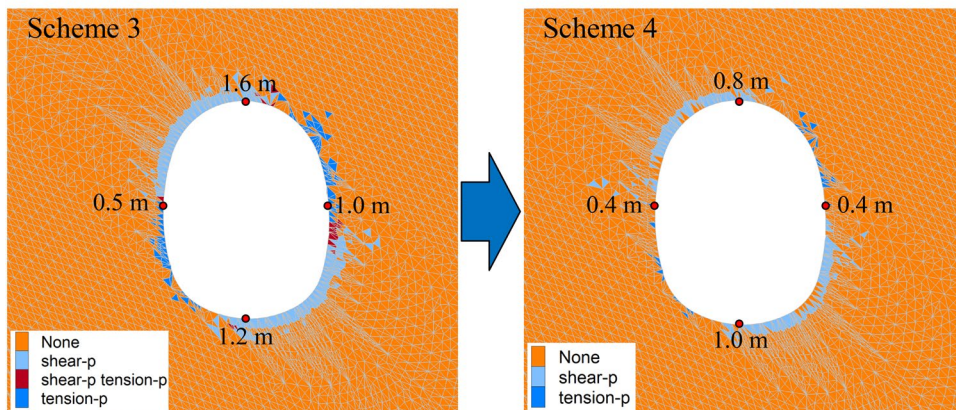 Scheme 3
1.6 m
0.5 m
1.0 m
1.2 m
None
shear-p
shear-p tension-p
tension-p
Scheme 4
0.8 m
0.4 m
0.4 m
1.0 m
None
shear-p
tension-p